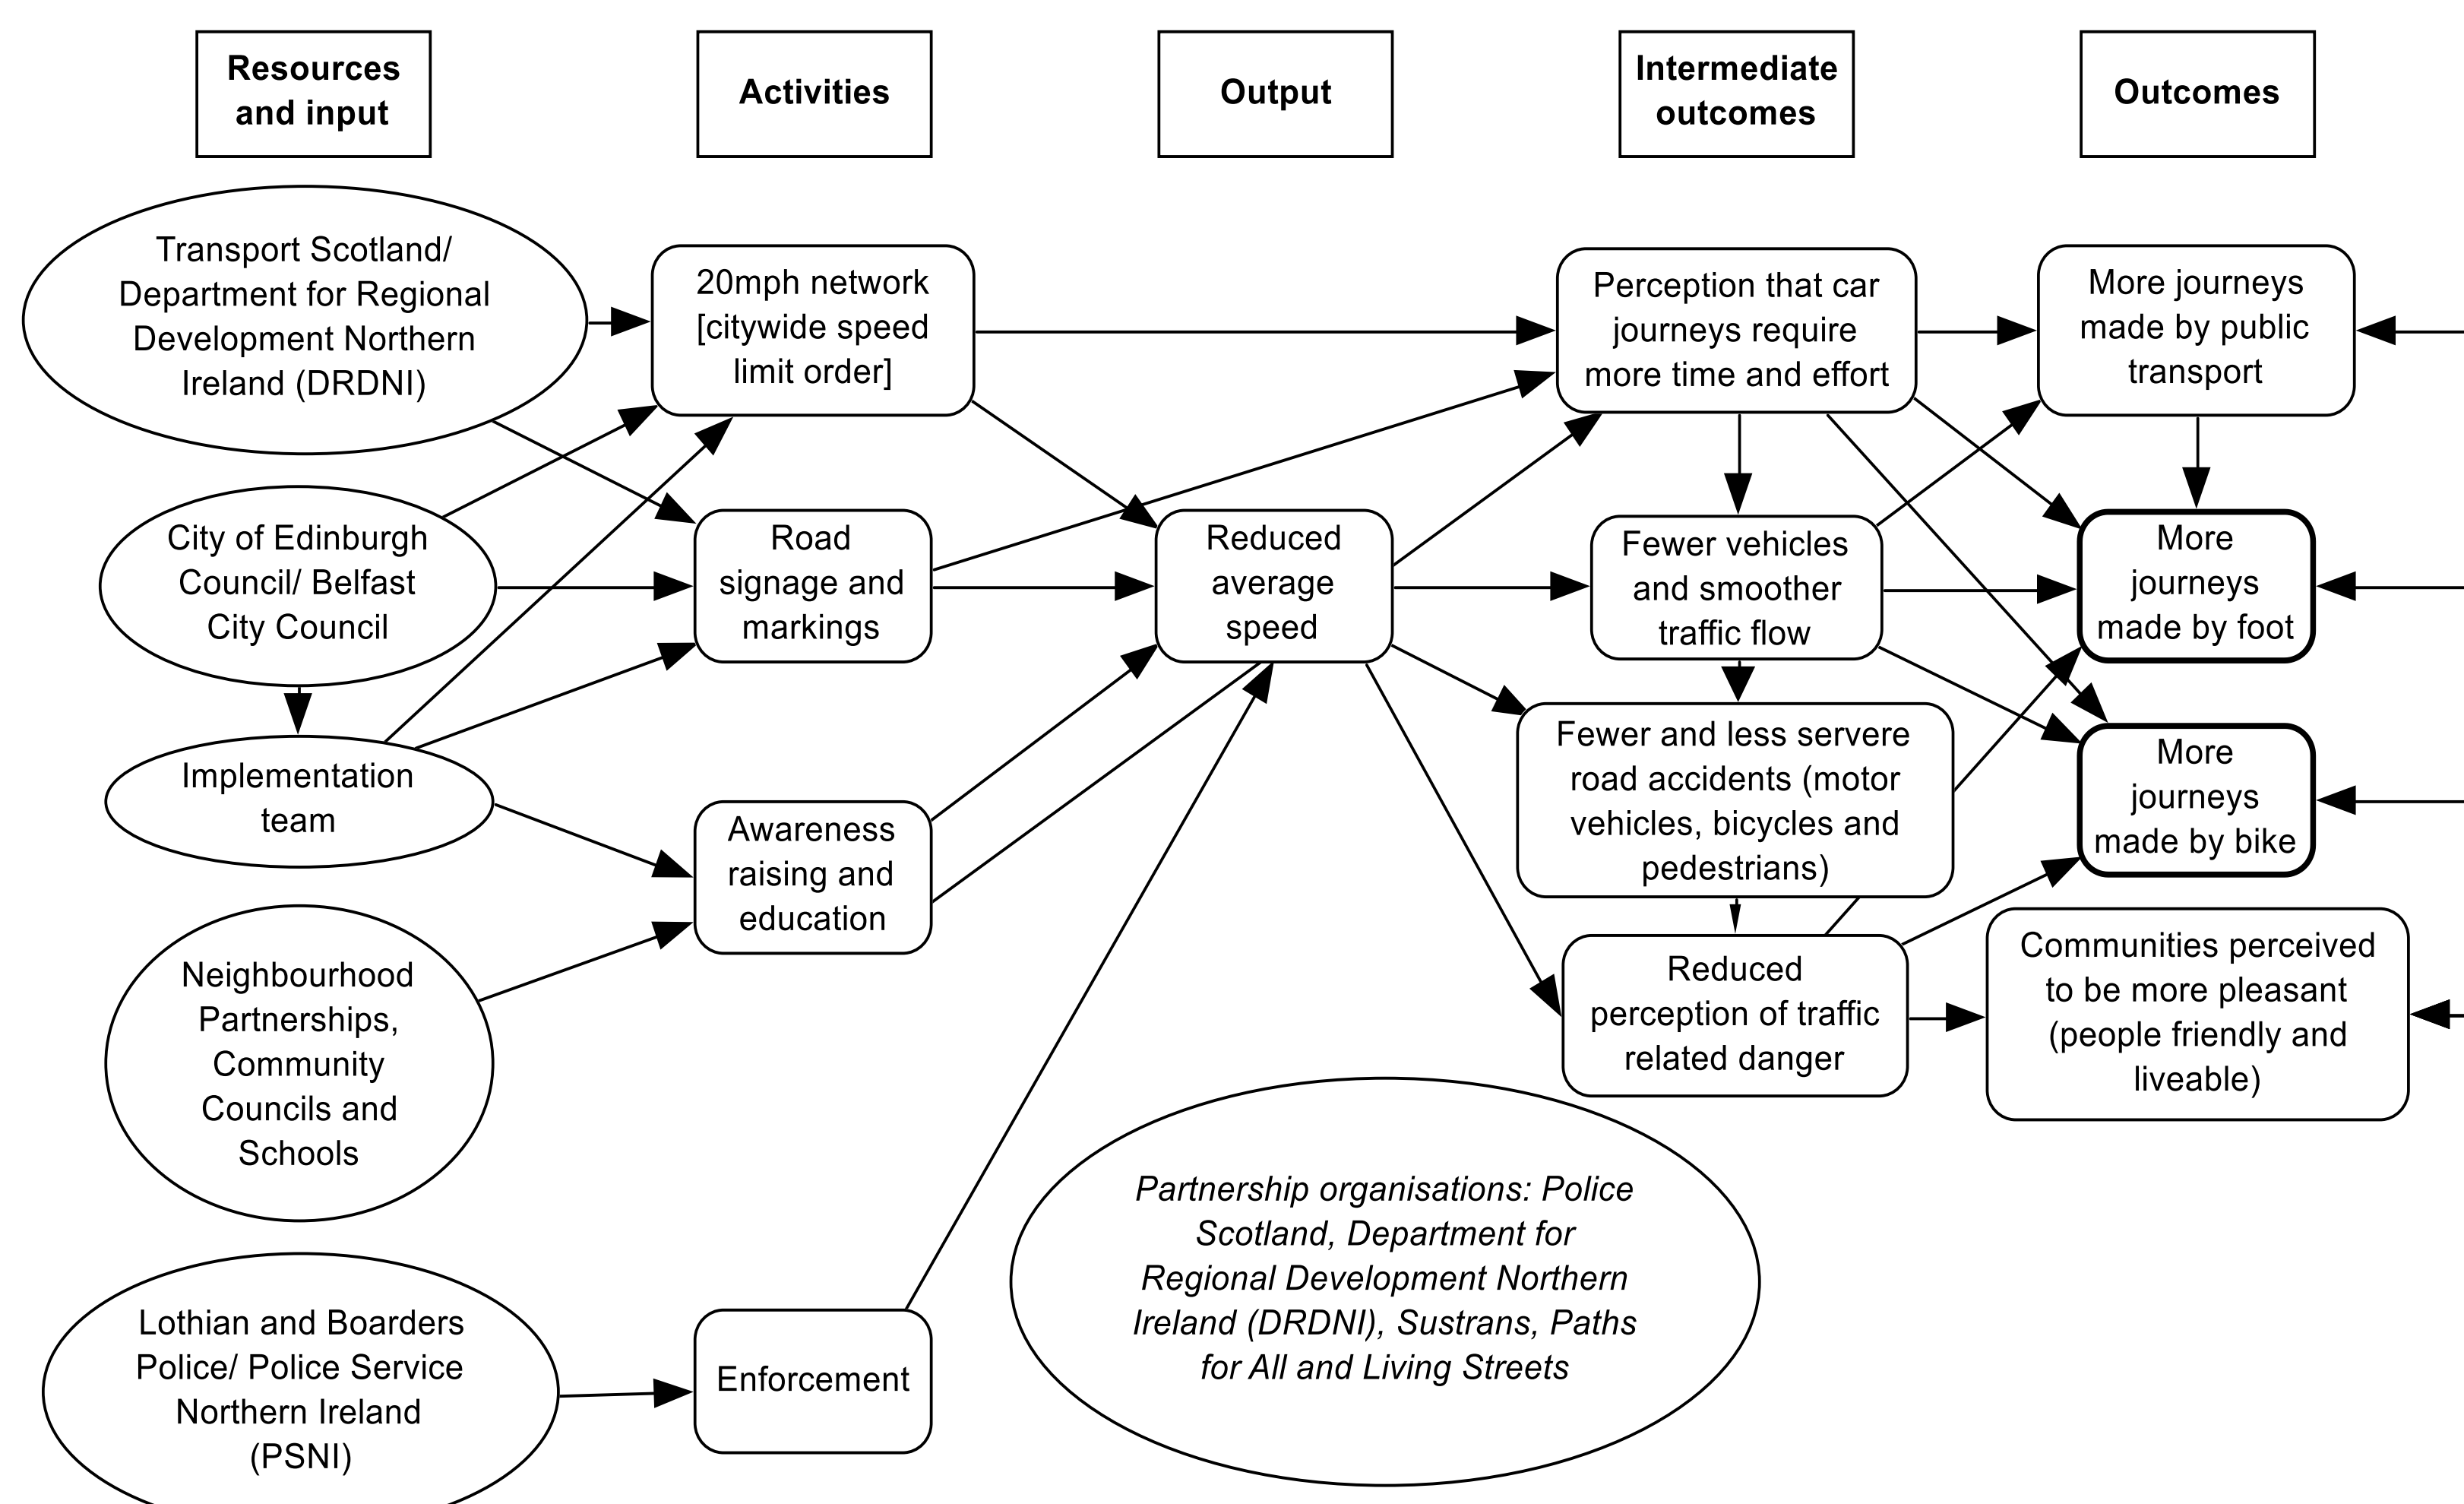 Resources
and input
Activities
Output
Intermediate
outcomes
Outcomes
Transport Scotland/
Department for Regional
Development Northern
Ireland (DRDNI)
City of Edinburgh
Council/ Belfast
City Council
Implementation
team
Neighbourhood
Partnerships,
Community
Councils and
Schools
Lothian and Boarders
Police/ Police Service
Northern Ireland
(PSNI)
20mph network
[citywide speed
limit order]
Road
signage and
markings
Awareness
raising and
education
Enforcement
Reduced
average
speed
Perception that car
journeys require
more time and effort
Fewer vehicles
and smoother
traffic flow
Fewer and less servere
road accidents (motor
vehicles, bicycles and
pedestrians)
Reduced
perception of traffic
related danger
Partnership organisations: Police
Scotland, Department for
Regional Development Northern
Ireland (DRDNI), Sustrans, Paths
for All and Living Streets
More journeys
made by public
transport
More
journeys
made by foot
More
journeys
made by bike
Communities perceived
to be more pleasant
(people friendly and
liveable)